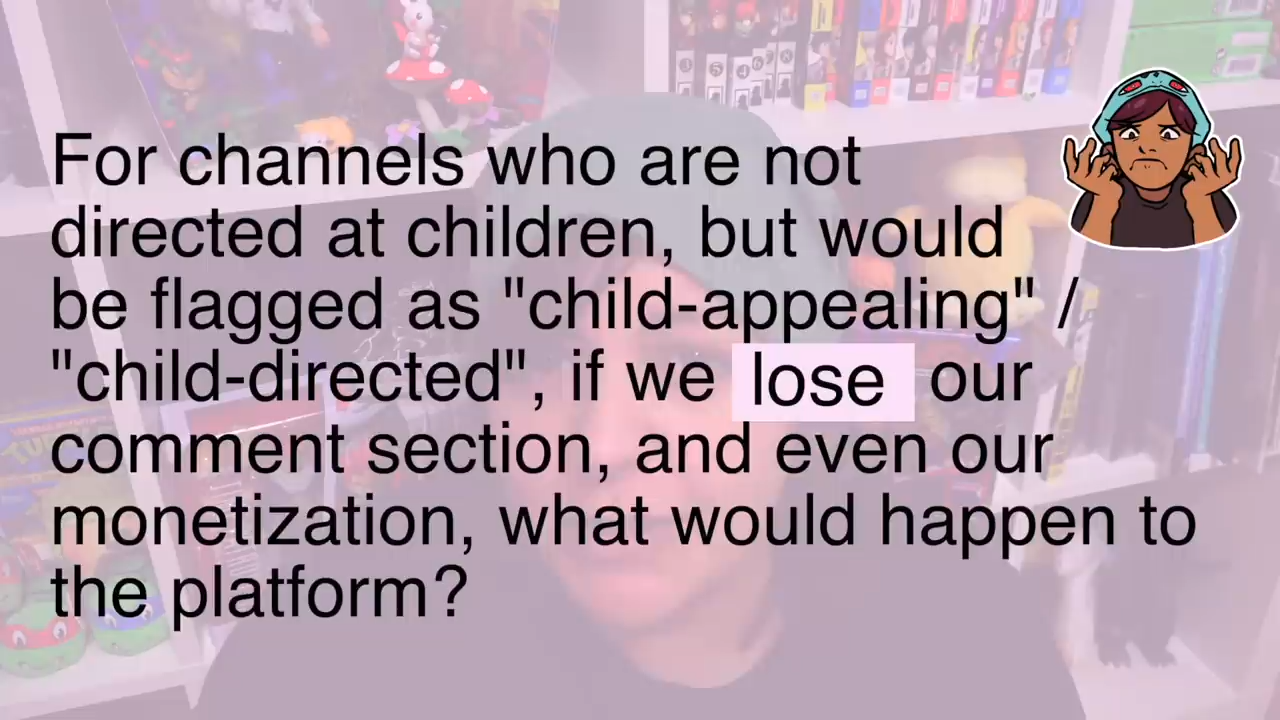 For channels who are not
directed at children, but would
be flagged as "child-appealing" /
"child-directed", if we lose our
comment section, and even our
monetization, what would happen to
the platform?